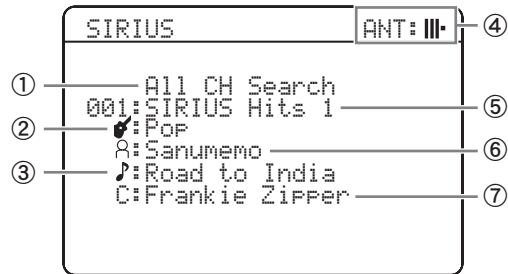 SIRIUS ANT:
④
① All CH Search
001:SIRIUS Hits 1 ⑤
② :Pop
:Sanumemo ⑥
③ ♪:Road to India
C:Frankie Zipper ⑦